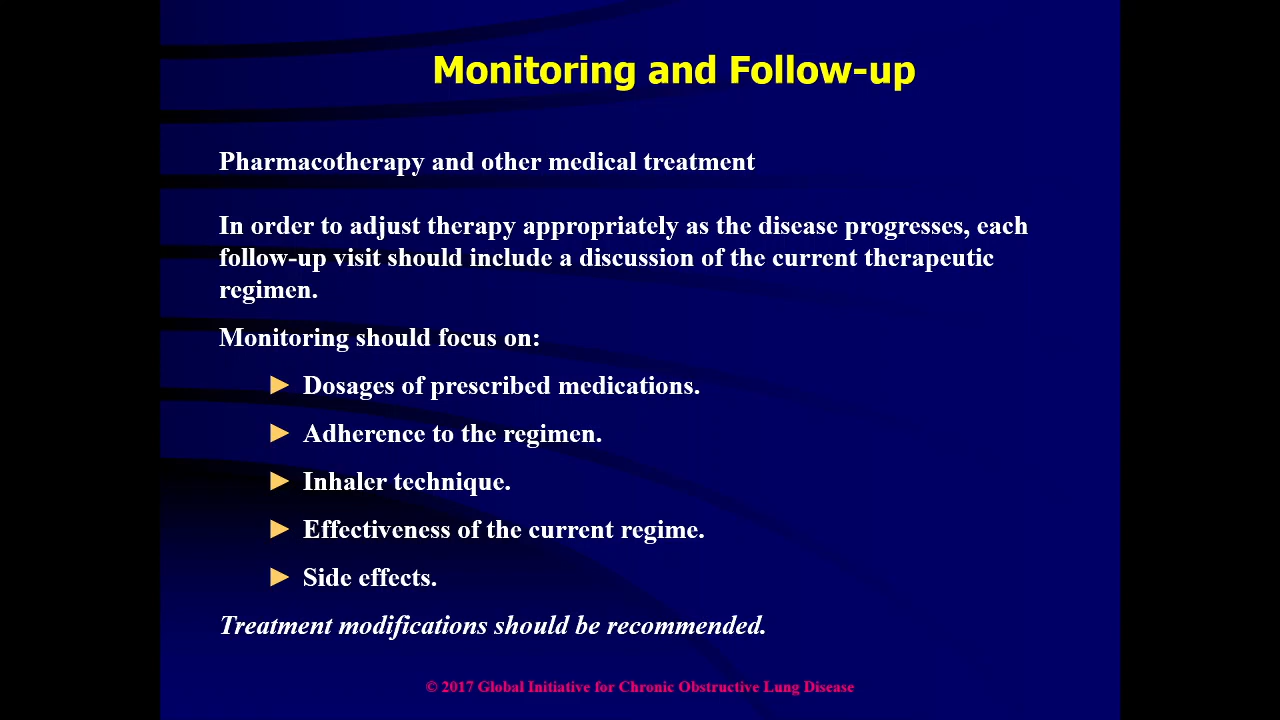 Monitoring and Follow-up
Pharmacotherapy and other medical treatment
In order to adjust therapy appropriately as the disease progresses, each
follow-up visit should include a discussion of the current therapeutic
regimen.
Monitoring should focus on:
► Dosages of prescribed medications.
► Adherence to the regimen.
► Inhaler technique.
► Effectiveness of the current regime.
► Side effects.
Treatment modifications should be recommended.
© 2017 Global Initiative for Chronic Obstructive Lung Disease